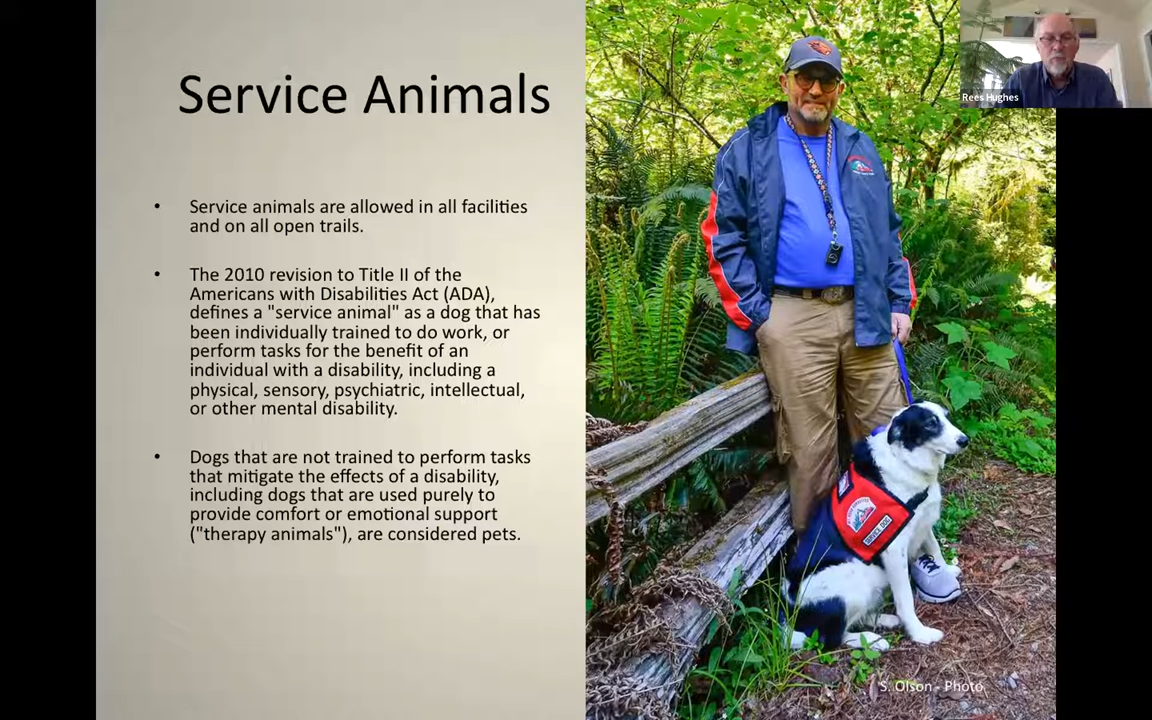 Service Animals
Rees Hughes
• Service animals are allowed in all facilities
and on all open trails.
• The 2010 revision to Title II of the
Americans with Disabilities Act (ADA),
defines a "service animal" as a dog that has
been individually trained to do work, or
perform tasks for the benefit of an
individual with a disability, including a
physical, sensory, psychiatric, intellectual,
or other mental disability.
• Dogs that are not trained to perform tasks
that mitigate the effects of a disability,
including dogs that are used purely to
provide comfort or emotional support
("therapy animals"), are considered pets.
SERVICE DOG
S. Olson - Photo